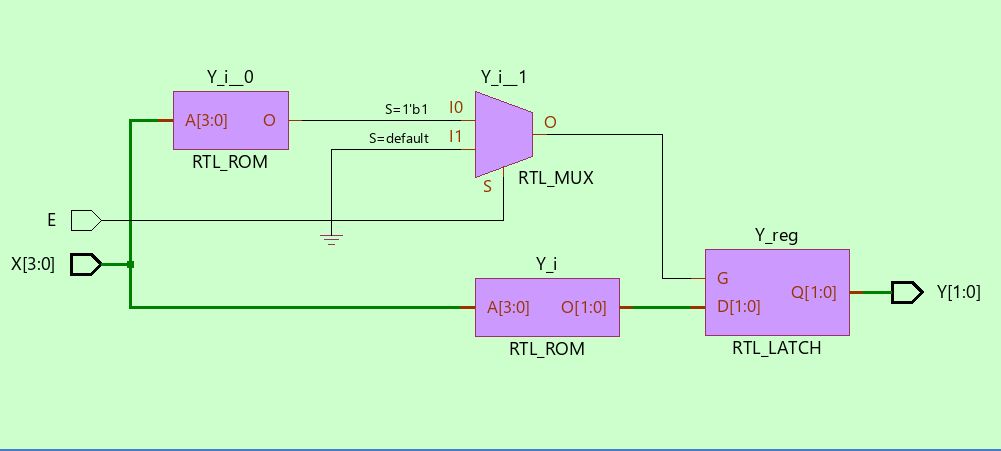 Y_i__0
A[3:0] O
RTL_ROM
Y_i__1
S=1'b1 I0
S=default I1
O
S
RTL_MUX
E
X[3:0]
Y_i
A[3:0] O[1:0]
RTL_ROM
Y_reg
G
D[1:0]
Q[1:0]
RTL_LATCH
Y[1:0]